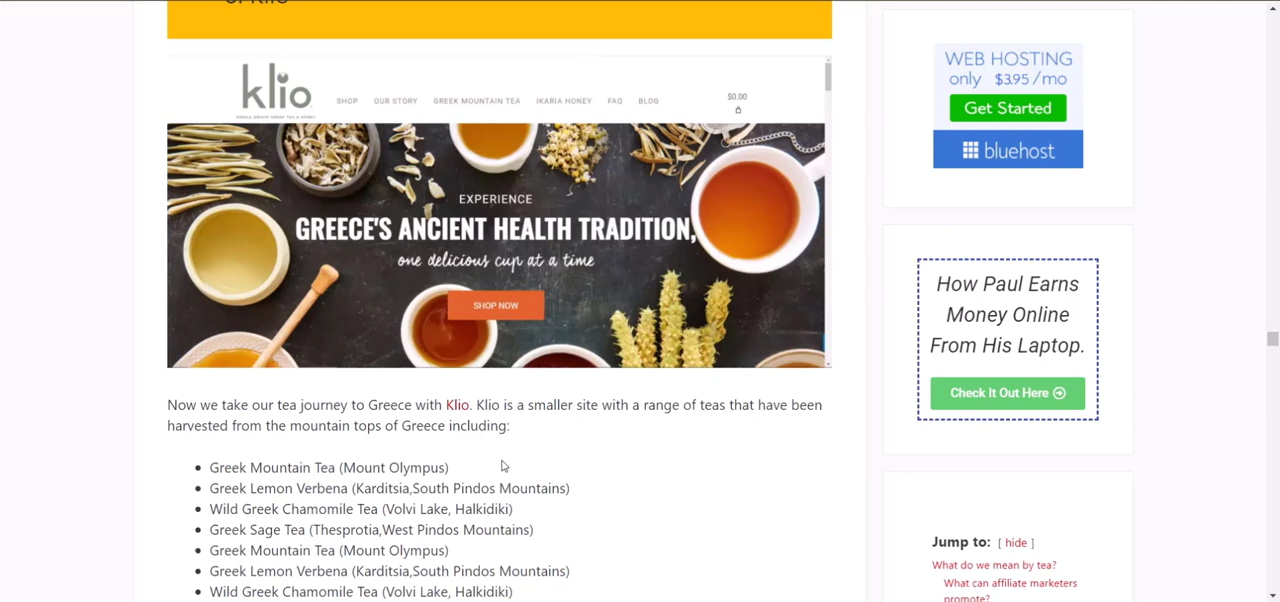 klio
SHOP OUR STORY GREEK MOUNTAIN TEA IKARIA HONEY FAQ BLOG
$0.00
EXPERIENCE
GREECE'S ANCIENT HEALTH TRADITION,
one delicious cup at a time
SHOP NOW
Now we take our tea journey to Greece with Klio. Klio is a smaller site with a range of teas that have been
harvested from the mountain tops of Greece including:
Greek Mountain Tea (Mount Olympus)
Greek Lemon Verbena (Karditsia,South Pindos Mountains)
Wild Greek Chamomile Tea (Volvi Lake, Halkidiki)
Greek Sage Tea (Thesprotia,West Pindos Mountains)
Greek Mountain Tea (Mount Olympus)
Greek Lemon Verbena (Karditsia,South Pindos Mountains)
Wild Greek Chamomile Tea (Volvi Lake, Halkidiki)
WEB HOSTING
only $3.95/mo
Get Started
bluehost
How Paul Earns
Money Online
From His Laptop.
Check It Out Here
Jump to: [ hide ]
What do we mean by tea?
What can affiliate marketers
promote?